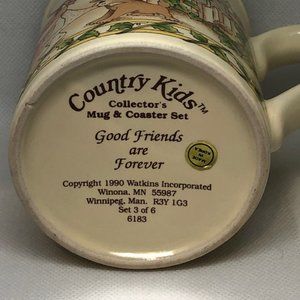 Country Kids™
Collector's
Mug & Coaster Set
Good Friends
are
Forever
Copyright 1990 Watkins Incorporated
Winona, MN 55987
Winnipeg, Man. R3Y 1G3
Set 3 of 6
6183